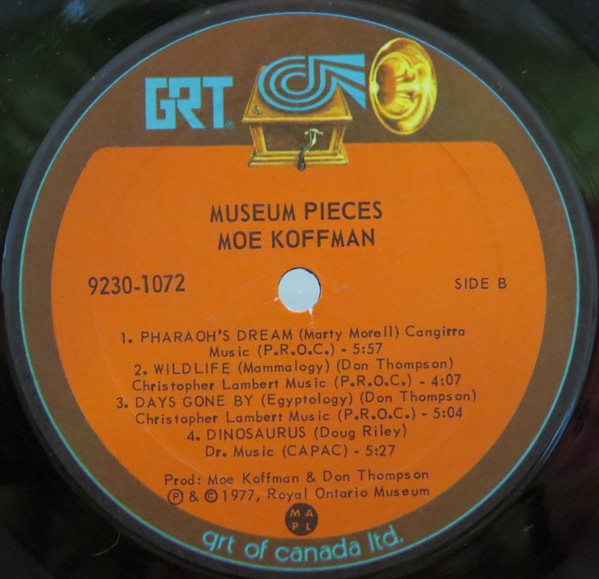 GRT®
MUSEUM PIECES
MOE KOFFMAN
9230-1072
SIDE B
1. PHARAOH'S DREAM (Marty Morell) Cangirra
Music (P.R.O.C.) - 5:57
2. WILDLIFE (Mammalogy) (Don Thompson)
Christopher Lambert Music (P.R.O.C.) - 4:07
3. DAYS GONE BY (Egyptology) (Don Thompson)
Christopher Lambert Music (P.R.O.C.) - 5:04
4. DINOSAURUS (Doug Riley)
Dr. Music (CAPAC) - 5:27
Prod: Moe Koffman & Don Thompson
℗ & © 1977, Royal Ontario Museum
M A
P L
grt of canada ltd.